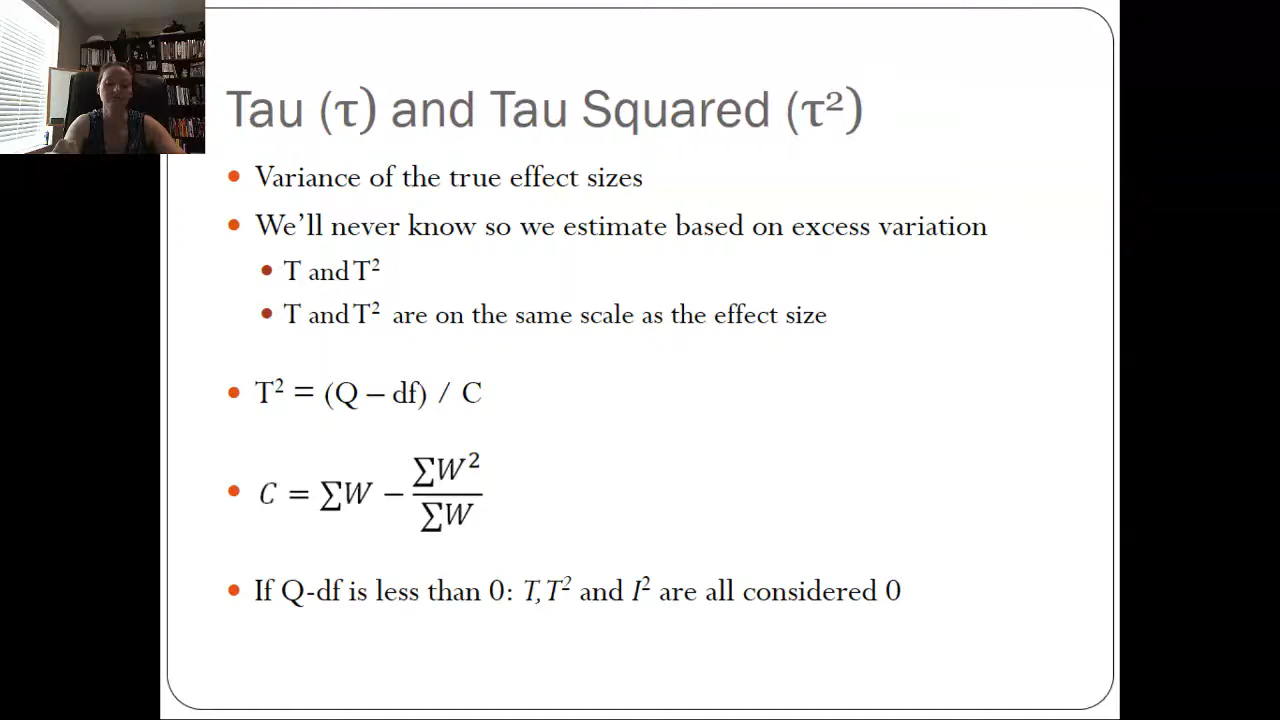 Tau (τ) and Tau Squared (τ²)
Variance of the true effect sizes
We’ll never know so we estimate based on excess variation
T and T²
T and T² are on the same scale as the effect size
T² = (Q – df) / C
C = ∑W − ∑W² / ∑W
If Q-df is less than 0: T, T² and I² are all considered 0